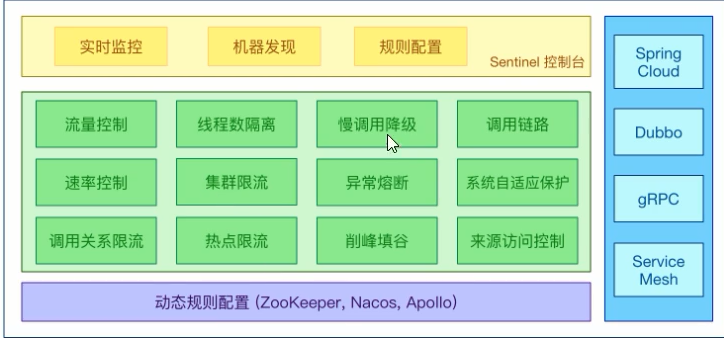 实时监控
机器发现
规则配置
Sentinel 控制台
流量控制
线程数隔离
慢调用降级
调用链路
速率控制
集群限流
异常熔断
系统自适应保护
调用关系限流
热点限流
削峰填谷
来源访问控制
动态规则配置 (ZooKeeper, Nacos, Apollo)
Spring
Cloud
Dubbo
gRPC
Service
Mesh